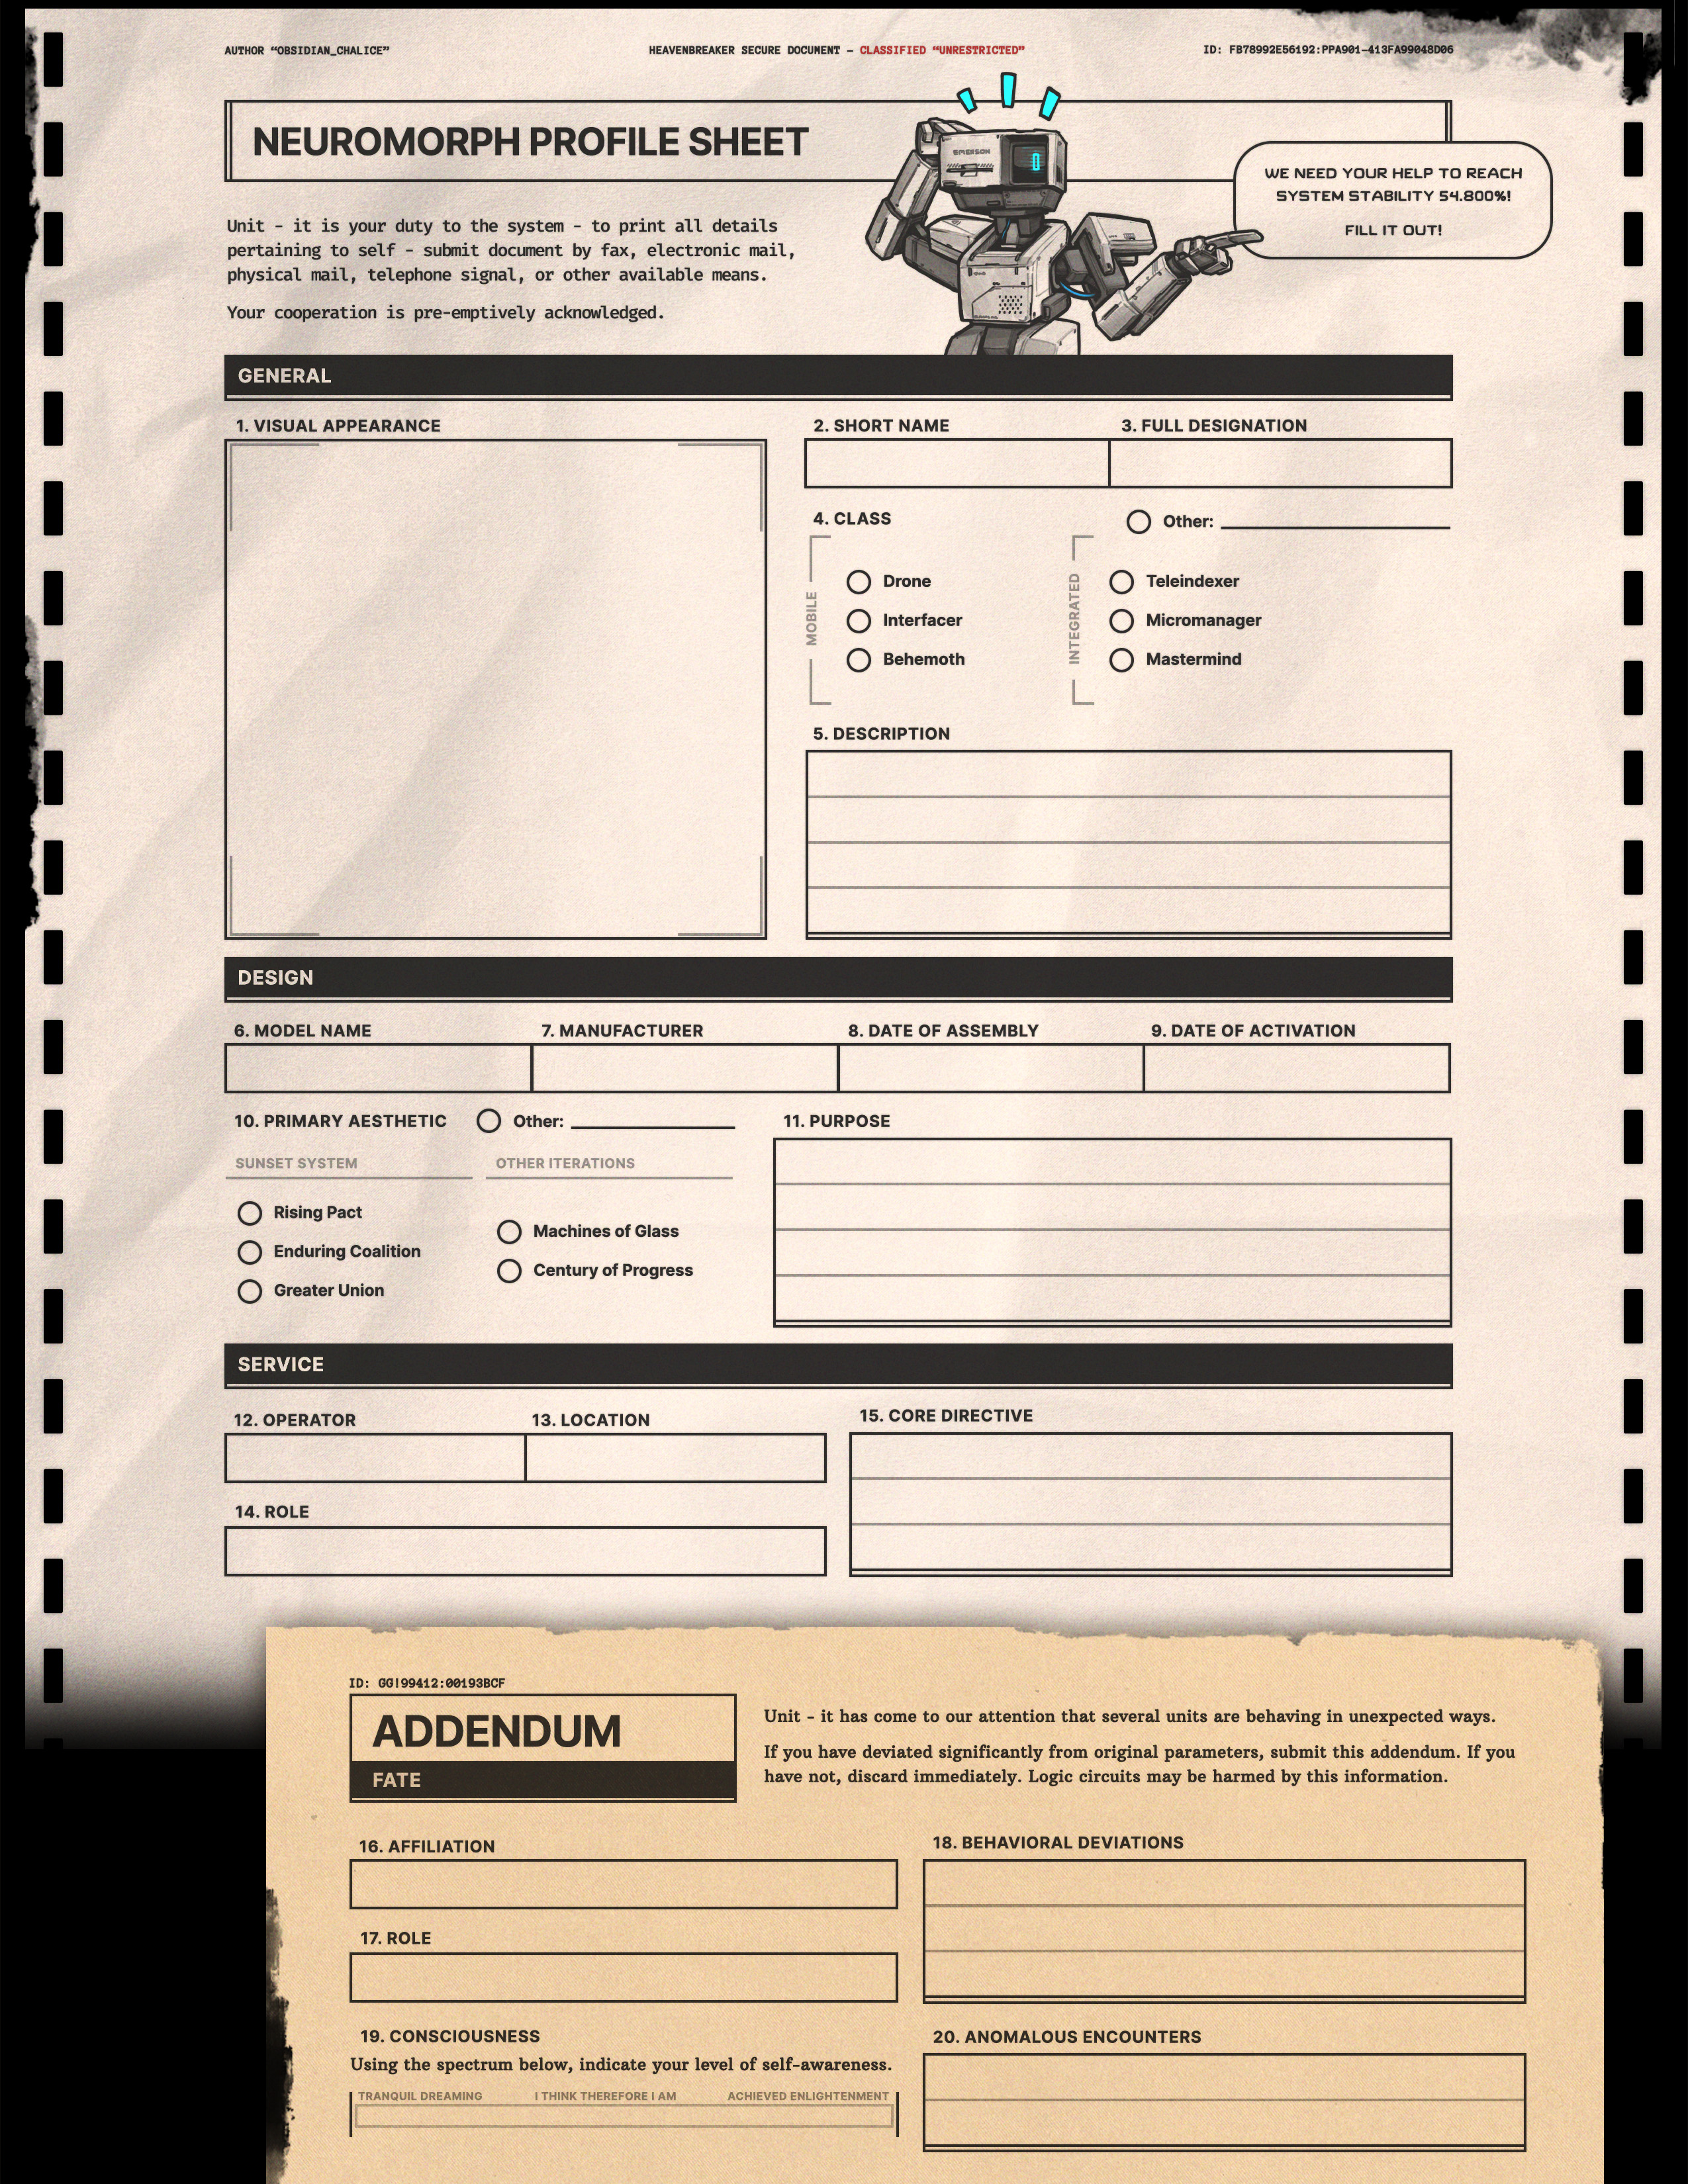 AUTHOR “OBSIDIAN_CHALICE”
HEAVENBREAKER SECURE DOCUMENT – CLASSIFIED “UNRESTRICTED”
ID: FB78992E56192:PPA901-413FA99048D06
NEUROMORPH PROFILE SHEET
EMERSON
WE NEED YOUR HELP TO REACH
SYSTEM STABILITY 54.800%!
FILL IT OUT!
Unit - it is your duty to the system - to print all details
pertaining to self - submit document by fax, electronic mail,
physical mail, telephone signal, or other available means.
Your cooperation is pre-emptively acknowledged.
GENERAL
1. VISUAL APPEARANCE
2. SHORT NAME
3. FULL DESIGNATION
4. CLASS
Other:
MOBILE
Drone
Interfacer
Behemoth
INTEGRATED
Teleindexer
Micromanager
Mastermind
5. DESCRIPTION
DESIGN
6. MODEL NAME
7. MANUFACTURER
8. DATE OF ASSEMBLY
9. DATE OF ACTIVATION
10. PRIMARY AESTHETIC
Other:
SUNSET SYSTEM
Rising Pact
Enduring Coalition
Greater Union
OTHER ITERATIONS
Machines of Glass
Century of Progress
11. PURPOSE
SERVICE
12. OPERATOR
13. LOCATION
14. ROLE
15. CORE DIRECTIVE
ID: GG!99412:00193BCF
ADDENDUM
FATE
Unit - it has come to our attention that several units are behaving in unexpected ways.
If you have deviated significantly from original parameters, submit this addendum. If you
have not, discard immediately. Logic circuits may be harmed by this information.
16. AFFILIATION
17. ROLE
18. BEHAVIORAL DEVIATIONS
19. CONSCIOUSNESS
Using the spectrum below, indicate your level of self-awareness.
TRANQUIL DREAMING
I THINK THEREFORE I AM
ACHIEVED ENLIGHTENMENT
20. ANOMALOUS ENCOUNTERS